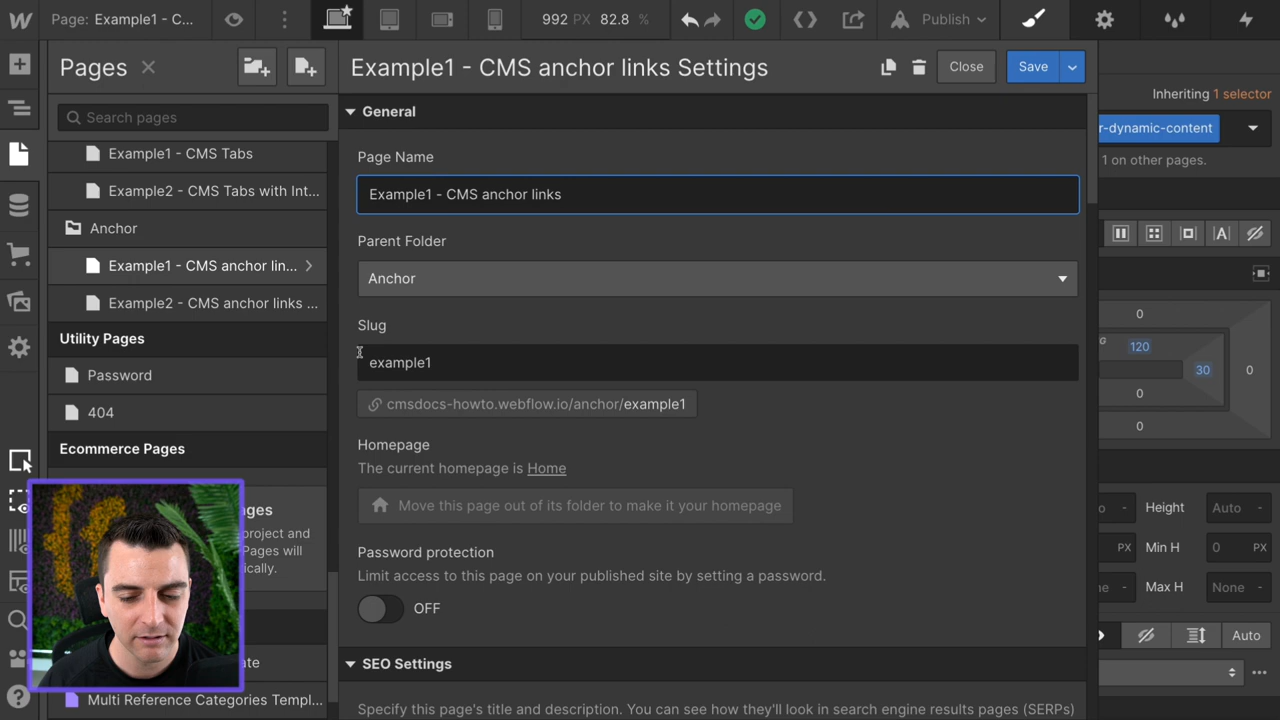 Page: Example1 - C...
992 PX 82.8 %
Publish
Pages
Example1 - CMS anchor links Settings
Close
Save
Inheriting 1 selector
Search pages
General
r-dynamic-content
Example1 - CMS Tabs
Page Name
1 on other pages.
Example2 - CMS Tabs with Int...
Example1 - CMS anchor links
Anchor
Parent Folder
Example1 - CMS anchor lin...
Anchor
Example2 - CMS anchor links ...
Slug
0
Utility Pages
G
120
example1
30
0
Password
0
404
cmsdocs-howto.webflow.io/anchor/example1
0
Ecommerce Pages
Homepage
The current homepage is Home
ages
Move this page out of its folder to make it your homepage
o -
Height
Auto -
project and
Pages will
ically.
Password protection
PX
Min H
0 PX
Limit access to this page on your published site by setting a password.
ne -
Max H
None -
OFF
Auto
ate
SEO Settings
Multi Reference Categories Templ...
Specify this page's title and description. You can see how they'll look in search engine results pages (SERPs)